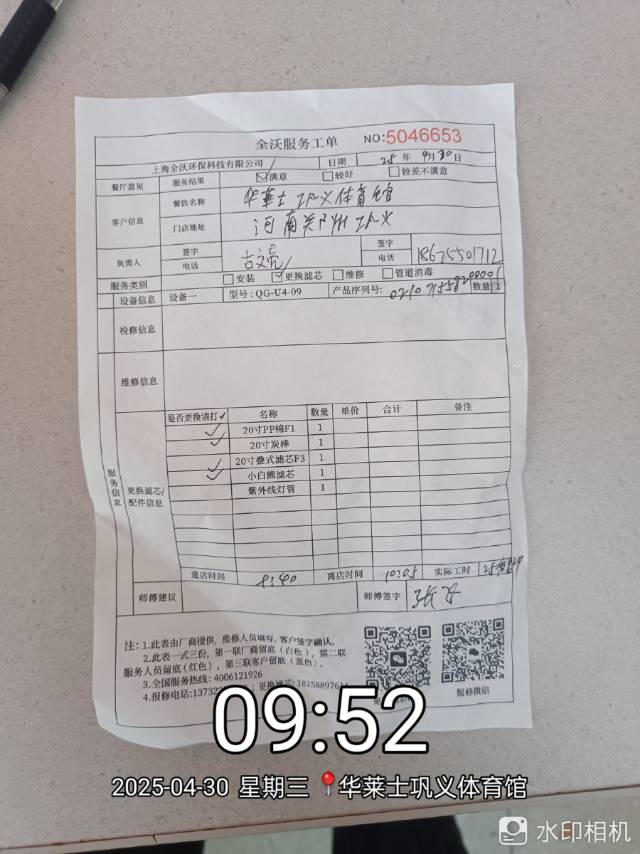 全沃服务工单 NO:5046653
上海全沃环保科技有限公司 日期 25 年 4月30日
餐厅意见 服务结果 ☑满意 □较好 □较差不满意
客户信息 餐饮名称 华莱士巩义体育馆
门店地址 河南郑州巩义
负责人 签字 电话 签字 电话 18625501712
服务类别 □安装 ☑更换滤芯 □维修 □管道消毒
设备信息 设备一 型号:QG-U4-09 产品序列号: 数量 1
检修信息
维修信息
服务信息
更换滤芯/配件信息
是否更换请打✓ 名称 数量 单价 合计 备注
✓ 20寸PP棉F1 1
✓ 20寸炭棒 1
✓ 20寸叠式滤芯F3 1
✓ 小白熊滤芯 1
紫外线灯管 1
进店时间 9:40 离店时间 10:05 实际工时 25分钟
师傅建议 师傅签字
注:1.此表由厂商提供,维修人员填写,客户签字确认。
2.此表一式三份,第一联厂商留底(白色),第二联
服务人员留底(红色),第三联客户留底(蓝色)。
3.全国服务热线:4006121926
4.报修电话:13732
报修微信
09:52
2025-04-30 星期三 华莱士巩义体育馆
水印相机